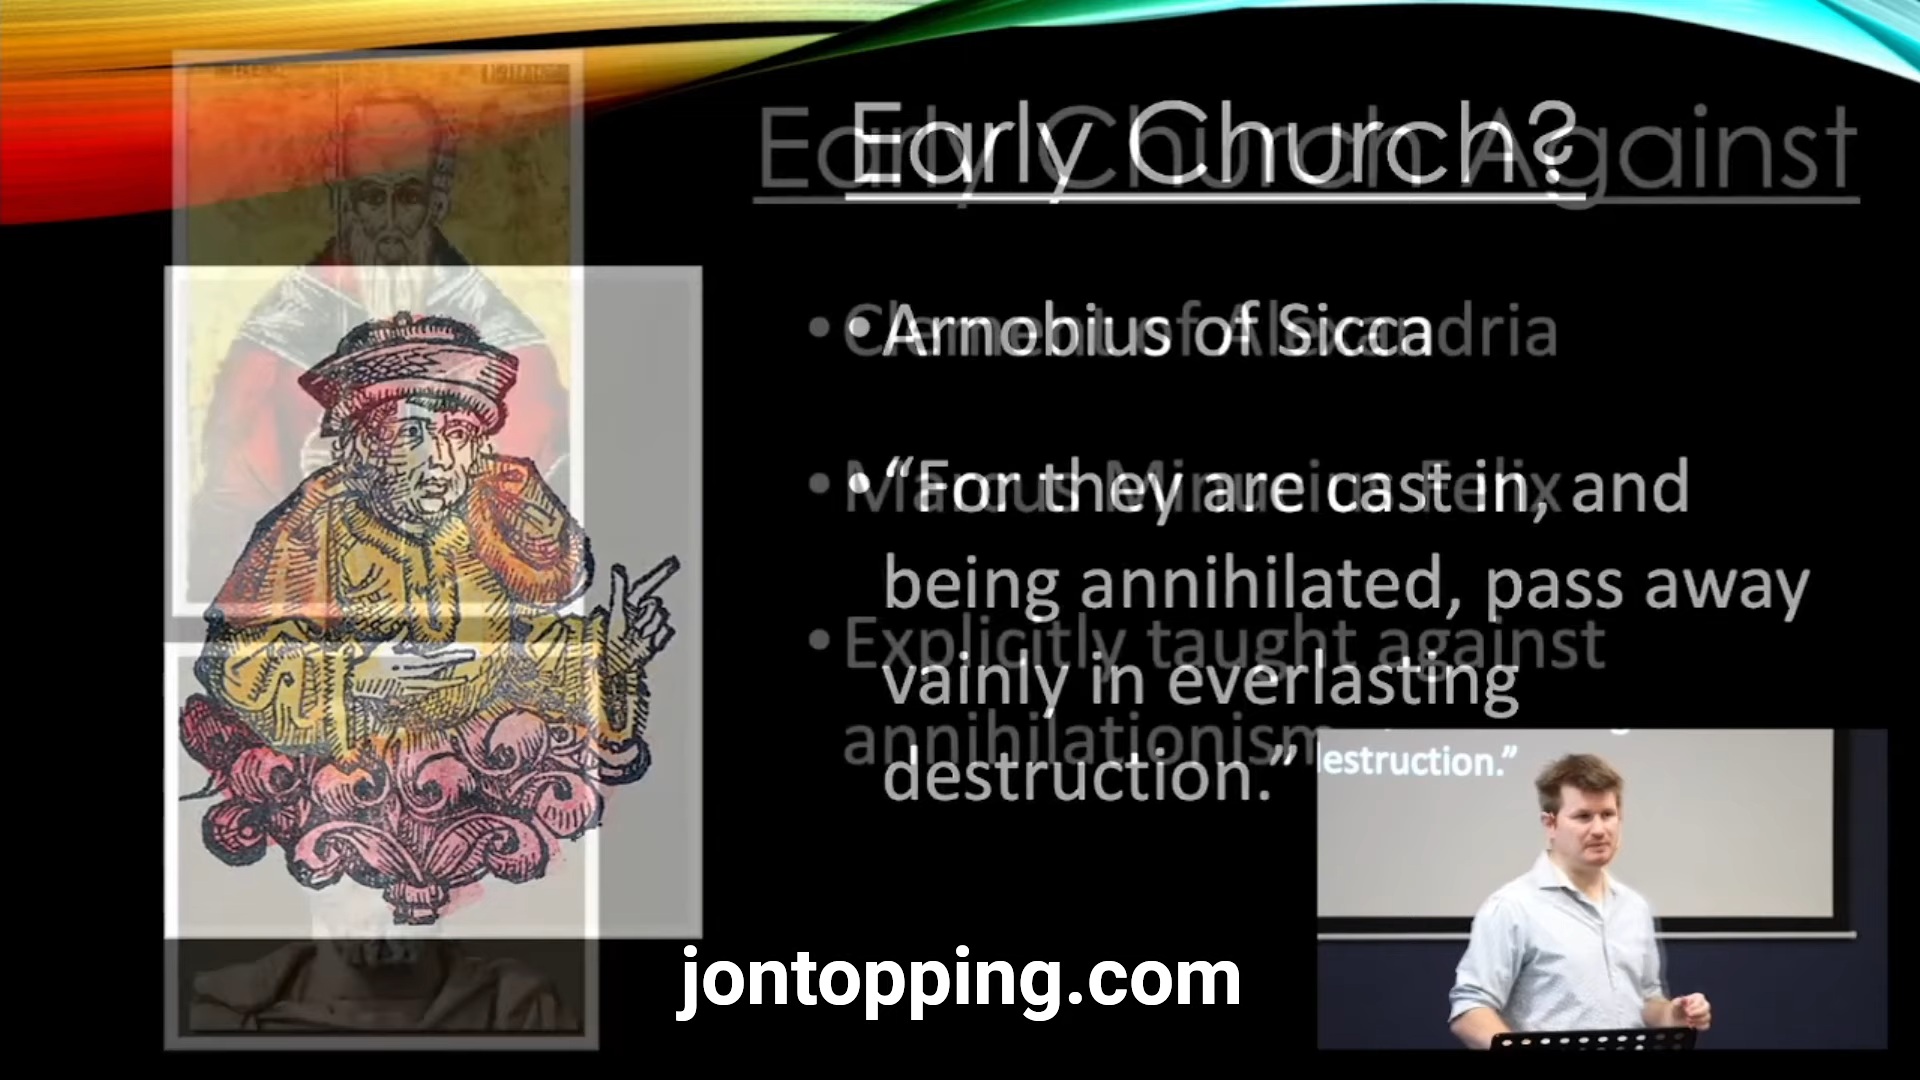 Early Church?
Early Church Against
• Arnobius of Sicca
• Clement of Alexandria
• “For they are cast in, and
• Marcus Minucius Felix
being annihilated, pass away
• Explicitly taught against
vainly in everlasting
annihilationism
destruction.”
destruction.”
jontopping.com